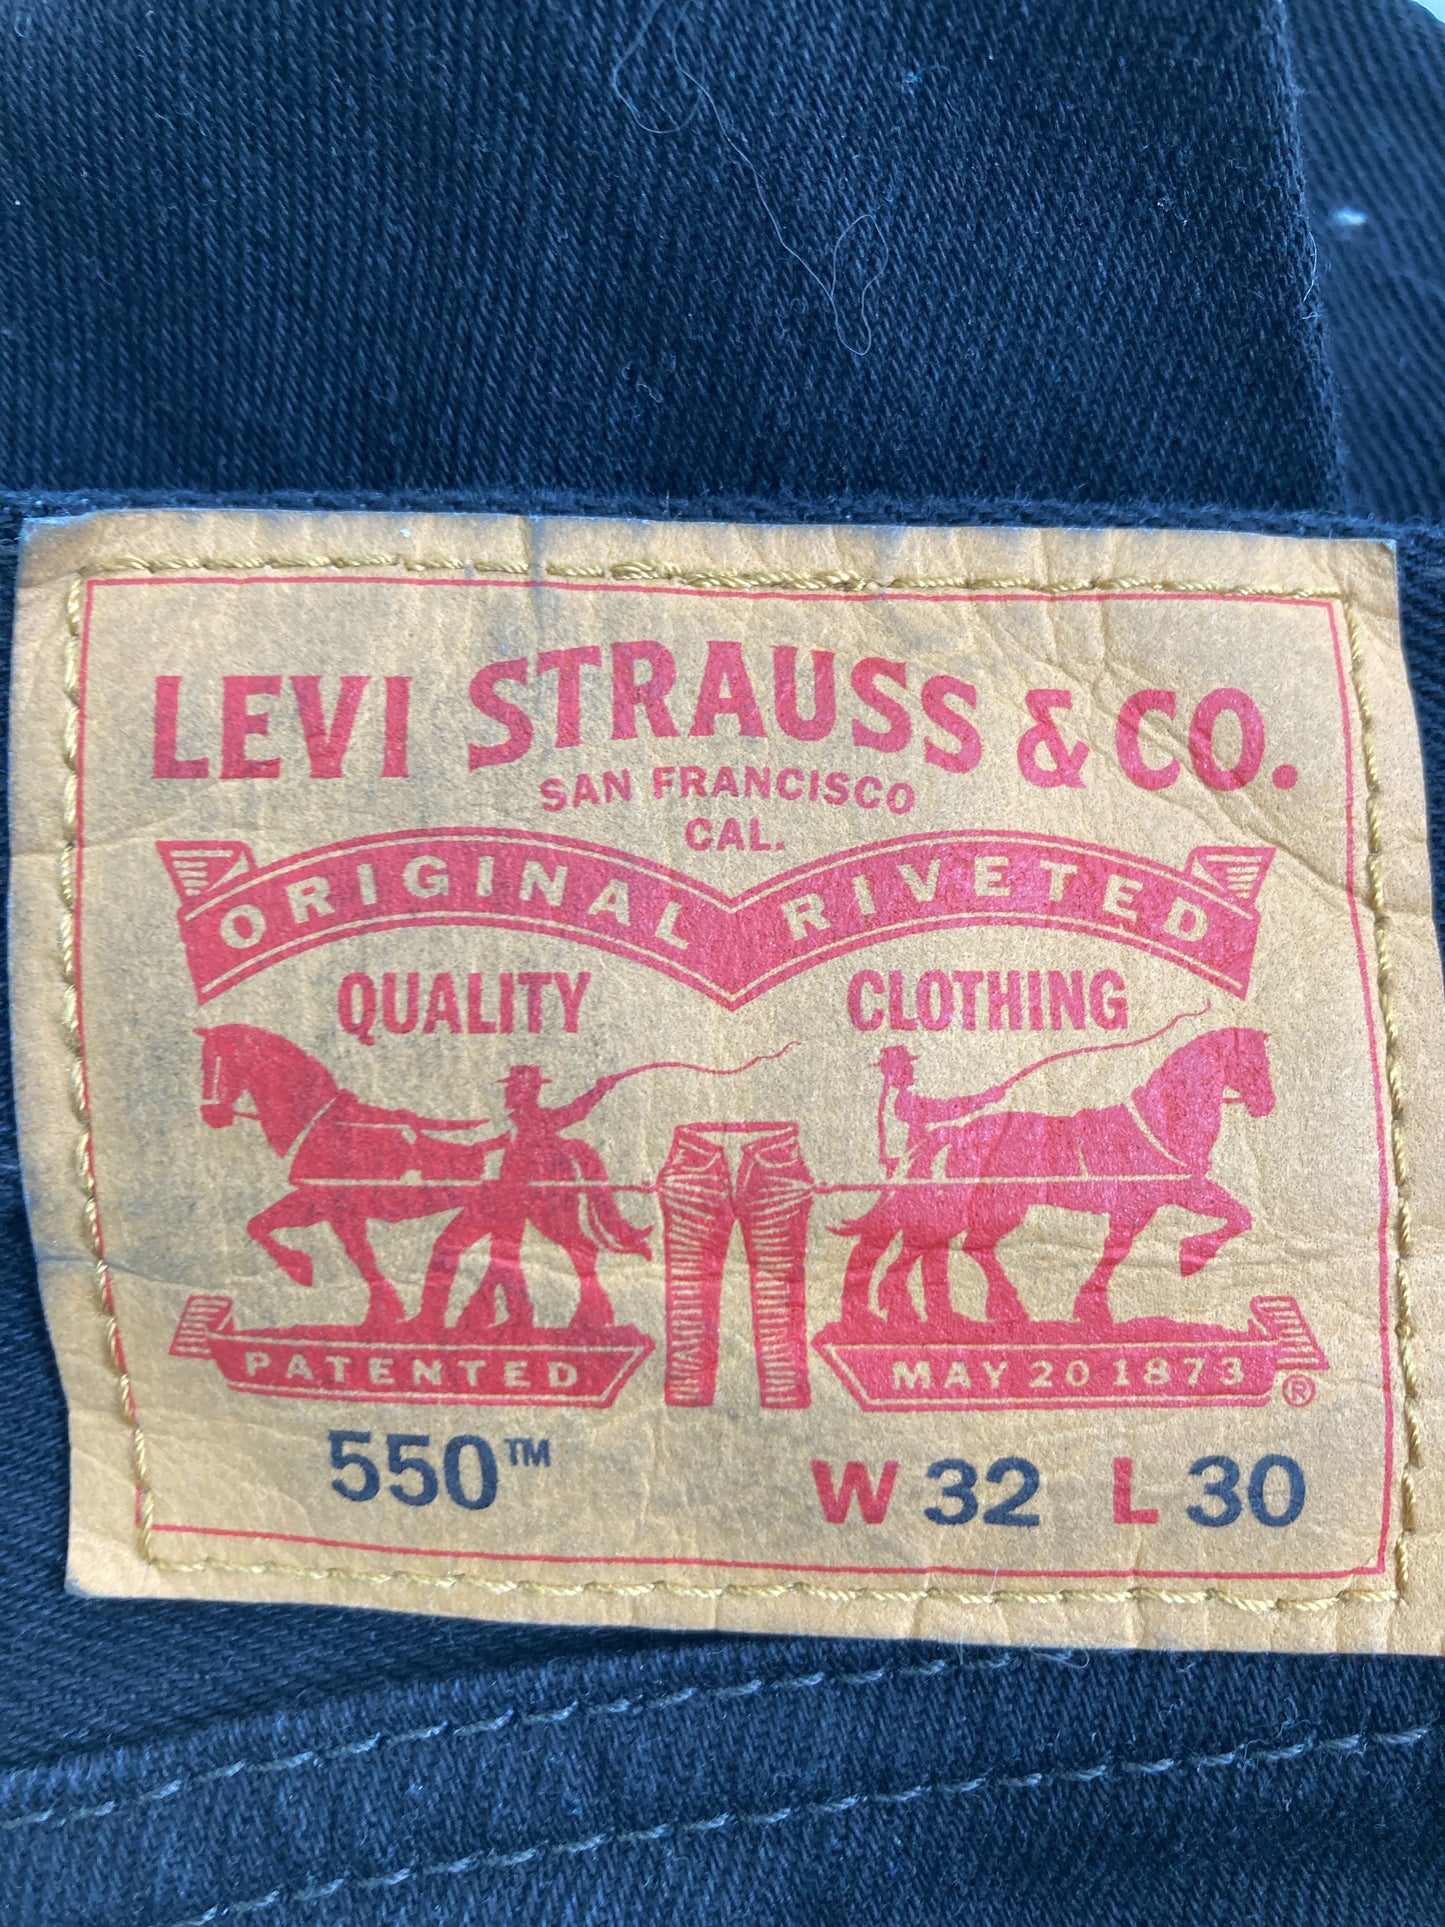 LEVI STRAUSS & CO.
SAN FRANCISCO
CAL.
ORIGINAL RIVETED
QUALITY CLOTHING
PATENTED MAY 20 1873 ®
550™ W 32 L 30